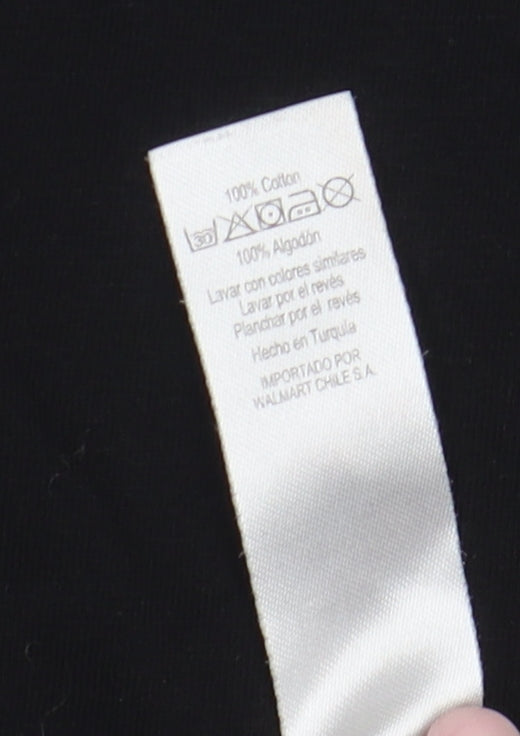 100% Cotton
30
100% Algodón
Lavar con colores similares
Lavar por el revés
Planchar por el revés
Hecho en Turquía
IMPORTADO POR
WALMART CHILE S.A.